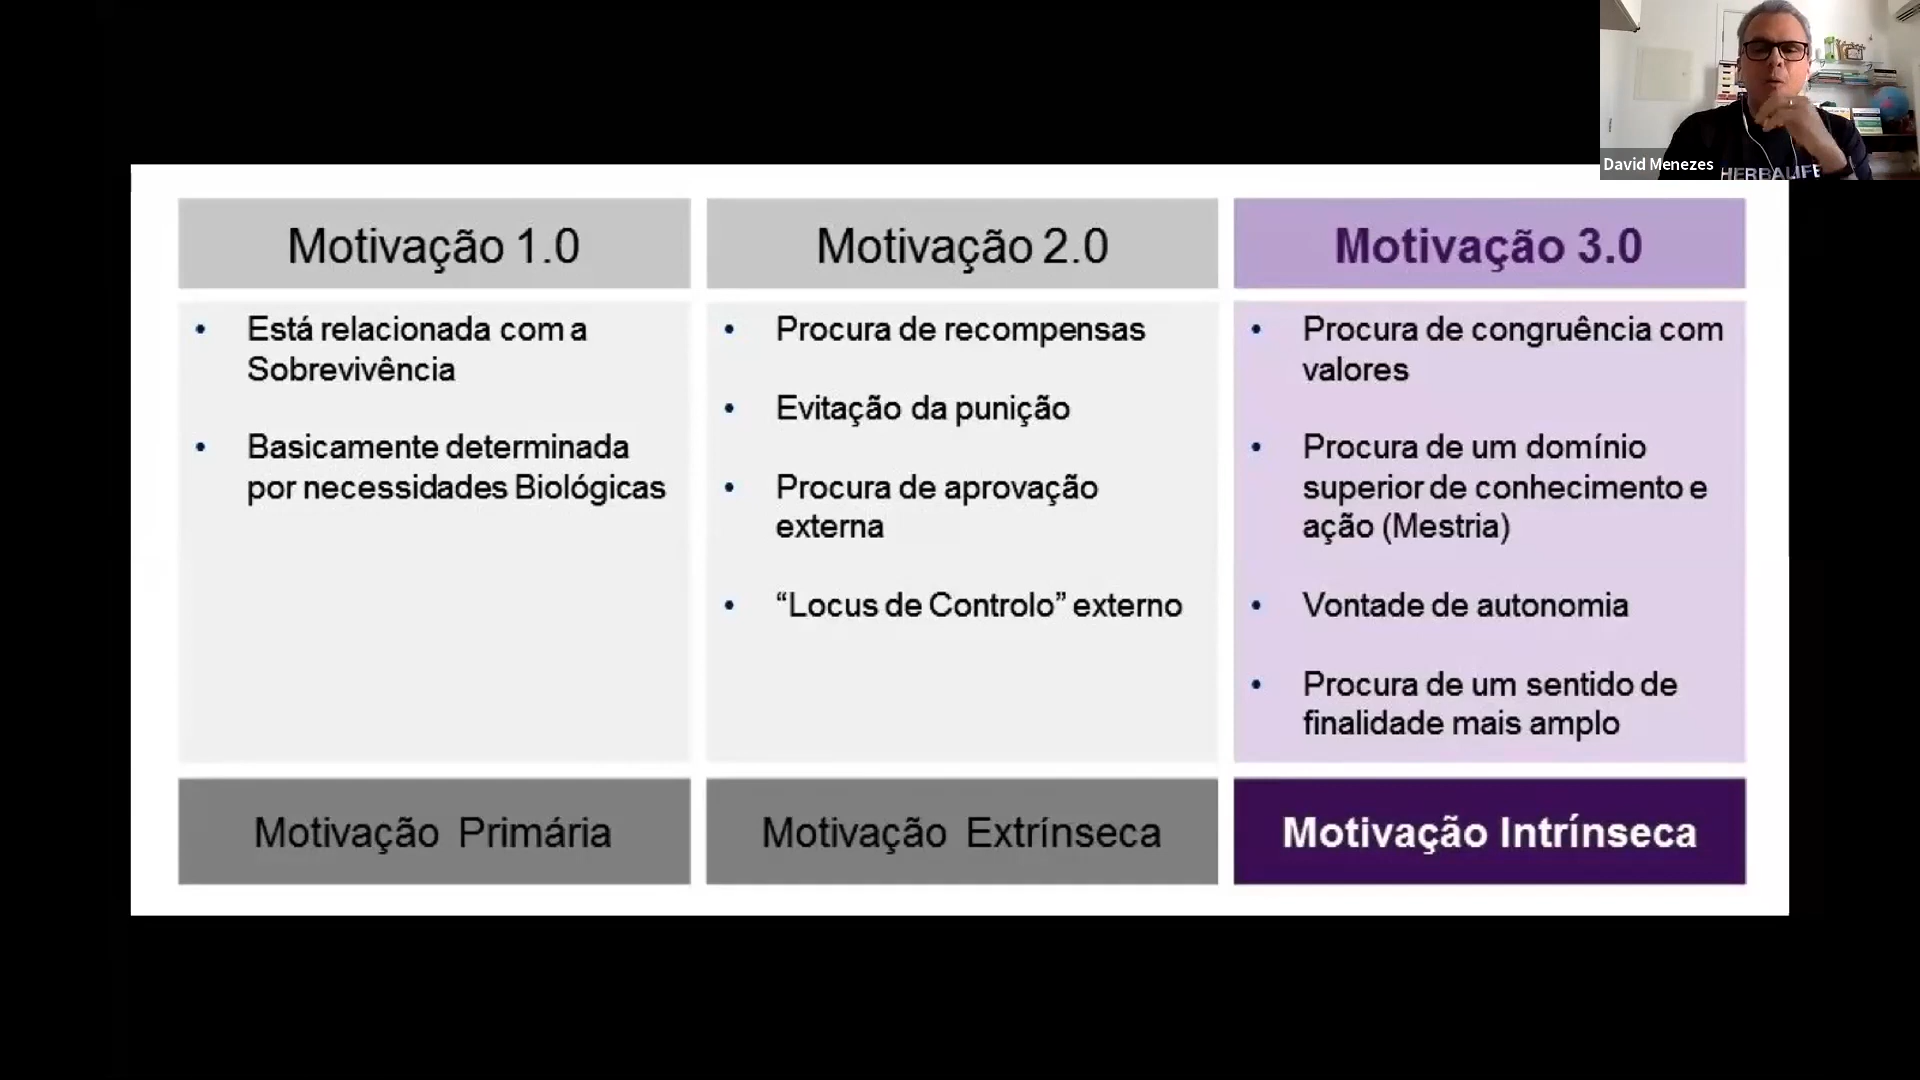 David Menezes
HERBALIFE
Motivação 1.0
Está relacionada com a
Sobrevivência
Basicamente determinada
por necessidades Biológicas
Motivação Primária
Motivação 2.0
Procura de recompensas
Evitação da punição
Procura de aprovação
externa
“Locus de Controlo” externo
Motivação Extrínseca
Motivação 3.0
Procura de congruência com
valores
Procura de um domínio
superior de conhecimento e
ação (Mestria)
Vontade de autonomia
Procura de um sentido de
finalidade mais amplo
Motivação Intrínseca